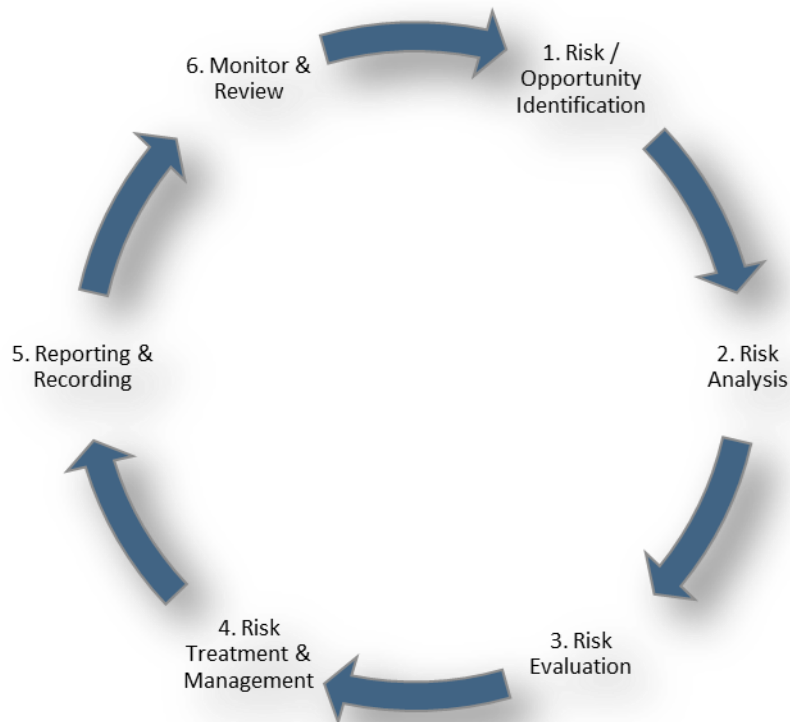 1. Risk /
Opportunity
Identification
2. Risk
Analysis
3. Risk
Evaluation
4. Risk
Treatment &
Management
5. Reporting &
Recording
6. Monitor &
Review